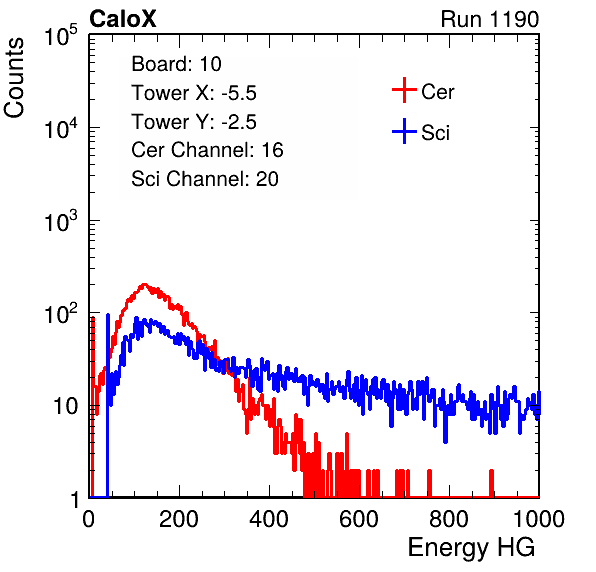 CaloX Run 1190
Counts
10^5
10^4
10^3
10^2
10
1
Board: 10
Tower X: -5.5
Tower Y: -2.5
Cer Channel: 16
Sci Channel: 20
Cer
Sci
0 200 400 600 800 1000
Energy HG